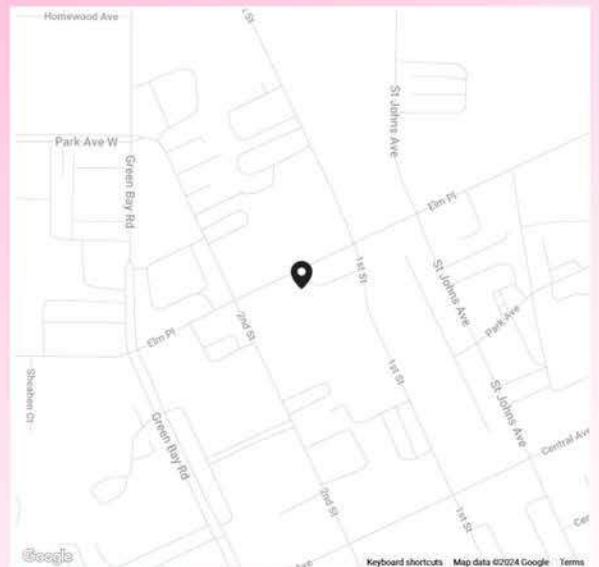 Homewood Ave
St Johns Ave
Park Ave W
Green Bay Rd
Elm Pl
1st St
St Johns Ave
Park Ave
2nd St
Elm Pl
Sheahen Ct
1st St
St Johns Ave
Green Bay Rd
Central Ave
2nd St
1st St
Google
Keyboard shortcuts Map data ©2024 Google Terms